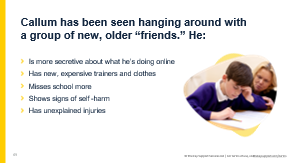 Callum has been seen hanging around with
a group of new, older “friends.” He:
Is more secretive about what he’s doing online
Has new, expensive trainers and clothes
Misses school more
Shows signs of self-harm
Has unexplained injuries